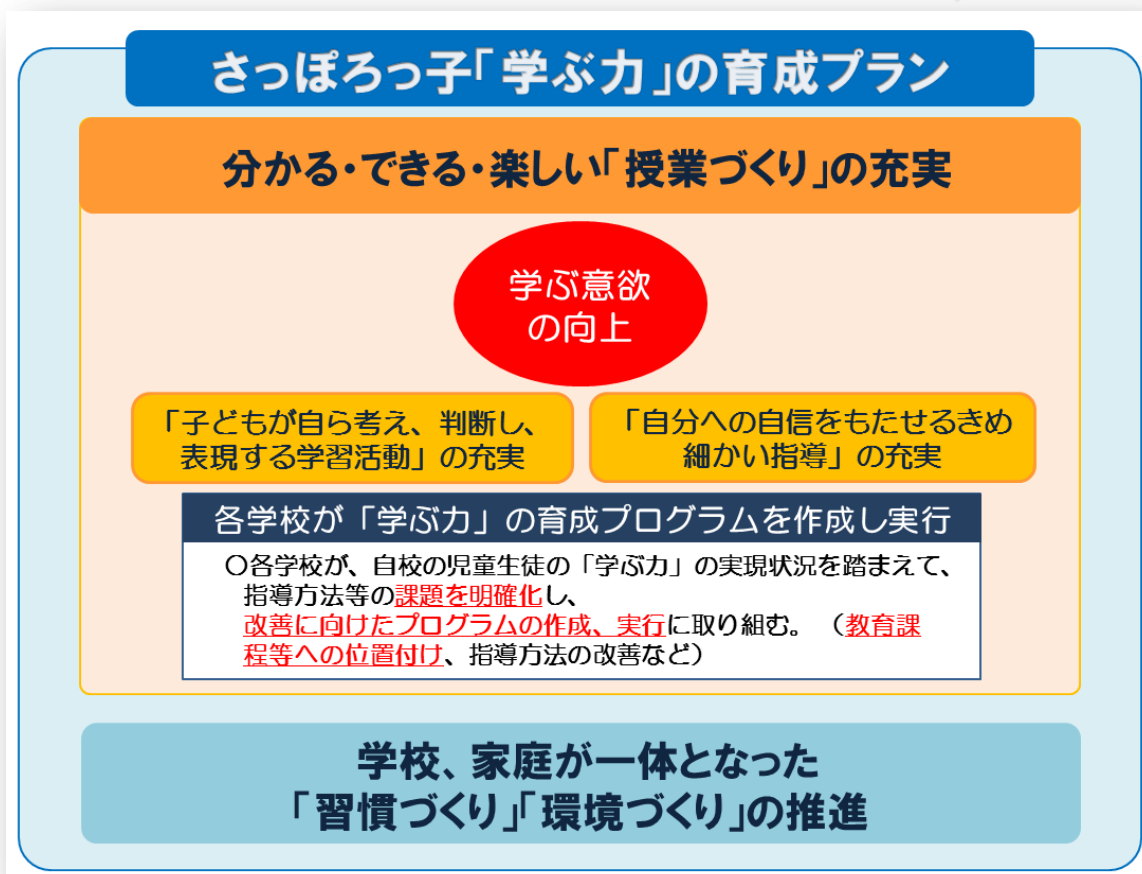 さっぽろっ子「学ぶ力」の育成プラン
分かる・できる・楽しい「授業づくり」の充実
学ぶ意欲
の向上
「子どもが自ら考え、判断し、
表現する学習活動」の充実
「自分への自信をもたせるきめ
細かい指導」の充実
各学校が「学ぶ力」の育成プログラムを作成し実行
〇各学校が、自校の児童生徒の「学ぶ力」の実現状況を踏まえて、
指導方法等の課題を明確化し、
改善に向けたプログラムの作成、実行に取り組む。（教育課
程等への位置付け、指導方法の改善など）
学校、家庭が一体となった
「習慣づくり」「環境づくり」の推進